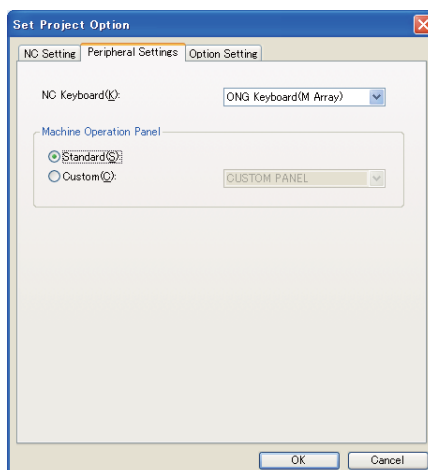 Set Project Option
NC Setting Peripheral Settings Option Setting
NC Keyboard(K): ONG Keyboard(M Array)
Machine Operation Panel
Standard(S):
Custom(C): CUSTOM PANEL
OK Cancel